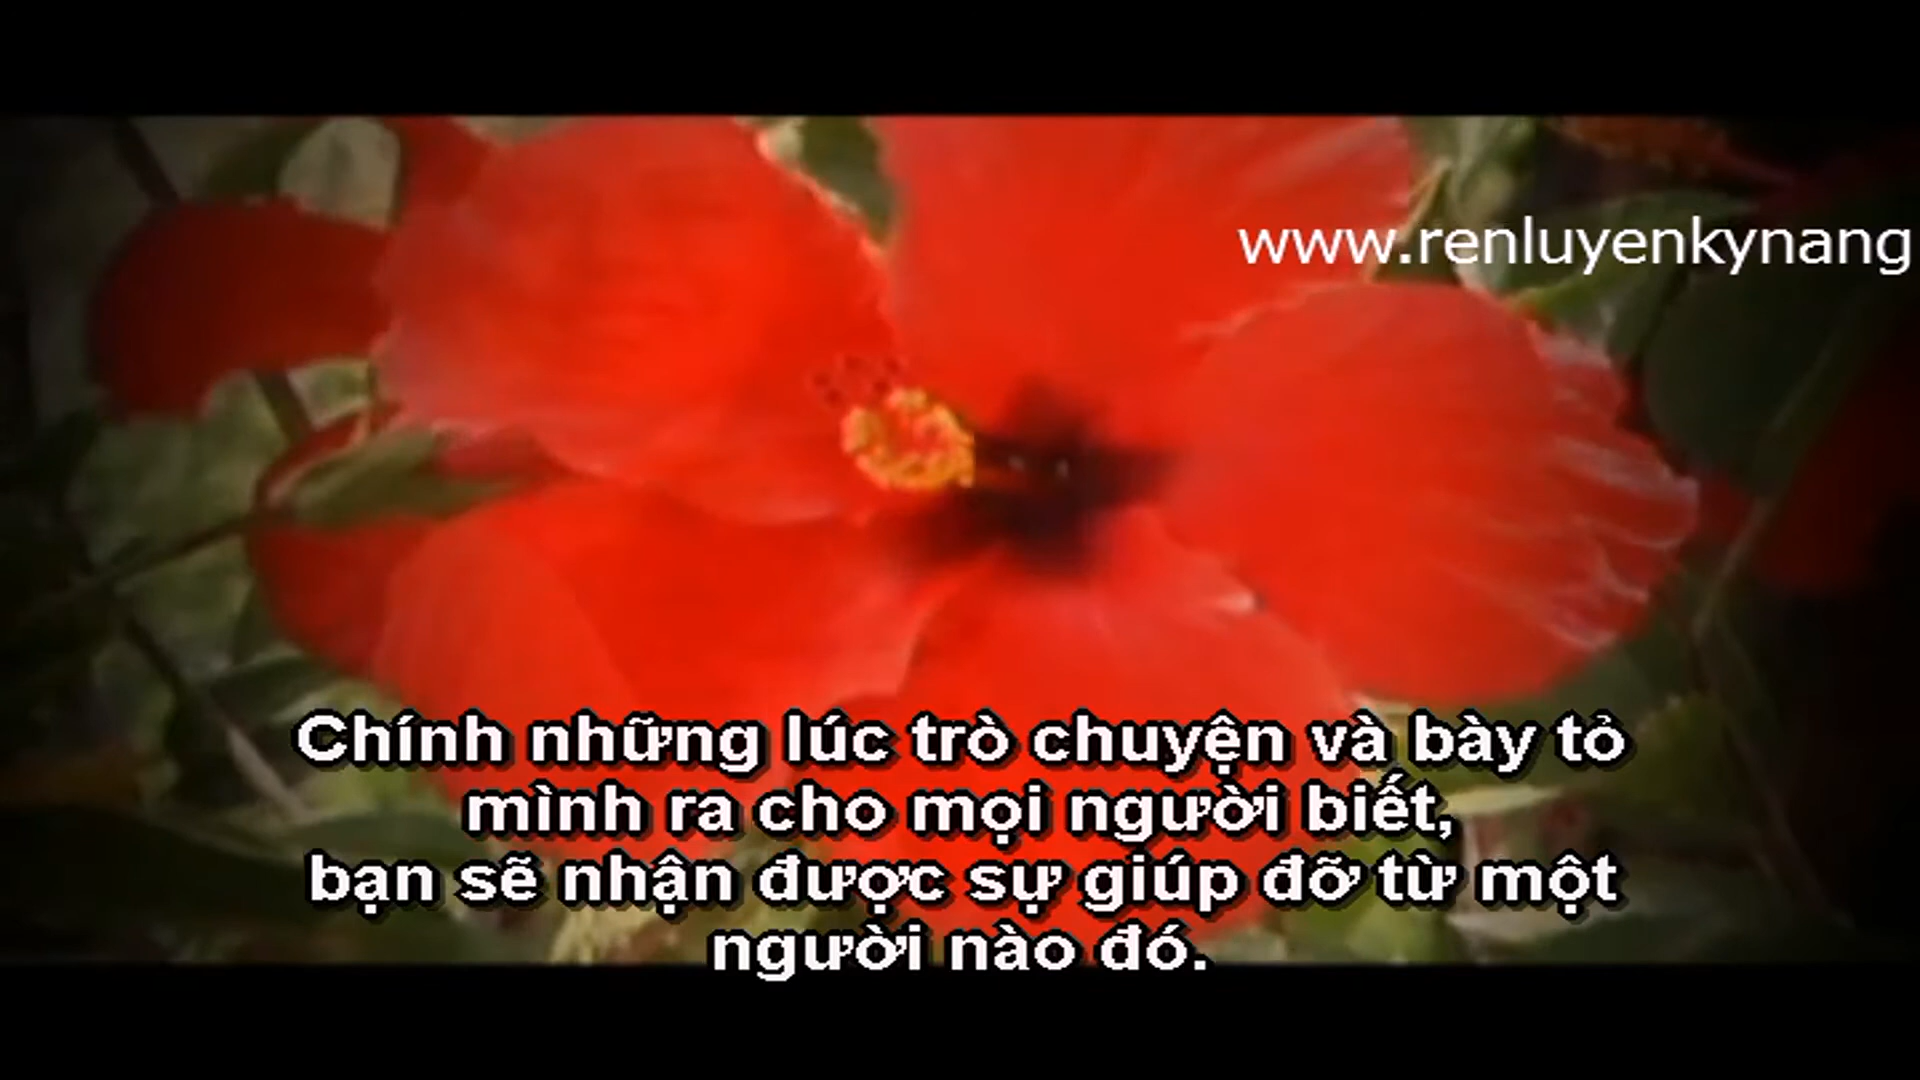 www.renluyenkynang
Chính những lúc trò chuyện và bày tỏ
mình ra cho mọi người biết,
bạn sẽ nhận được sự giúp đỡ từ một
người nào đó.